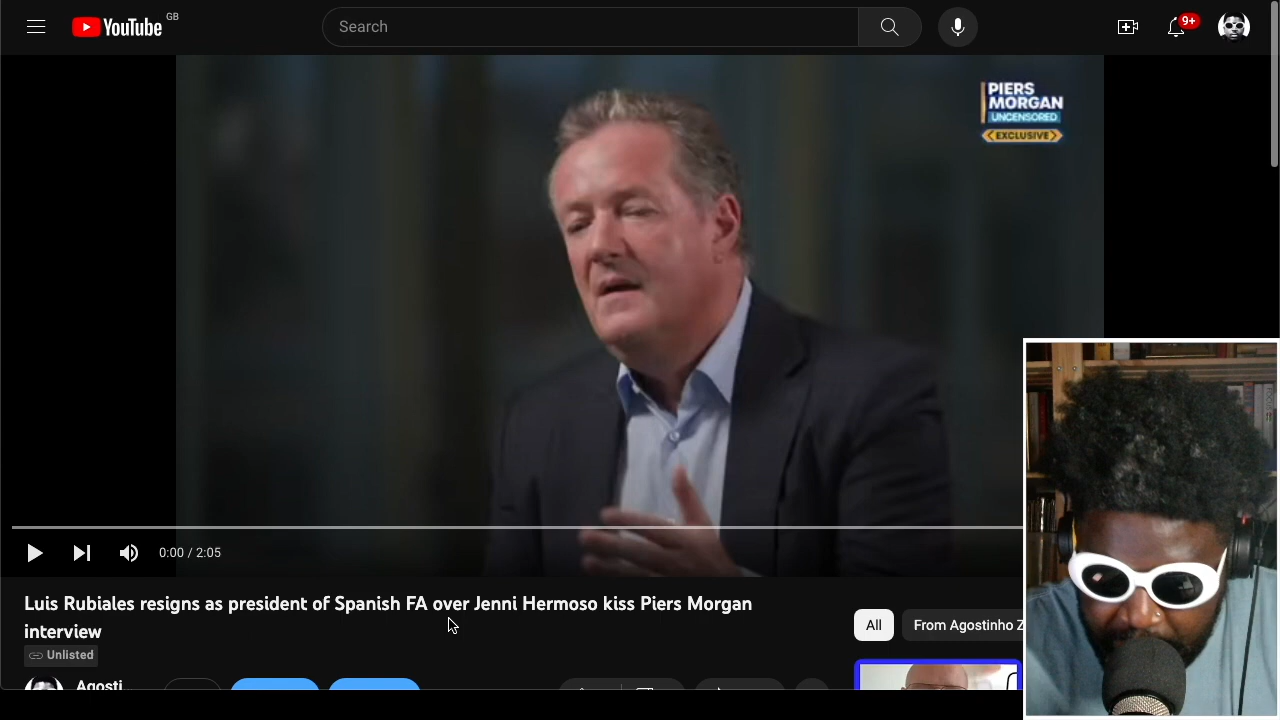 YouTube GB
Search
9+
PIERS
MORGAN
UNCENSORED
EXCLUSIVE
0:00 / 2:05
Luis Rubiales resigns as president of Spanish FA over Jenni Hermoso kiss Piers Morgan
interview
All
From Agostinho Z
Unlisted
Agosti...